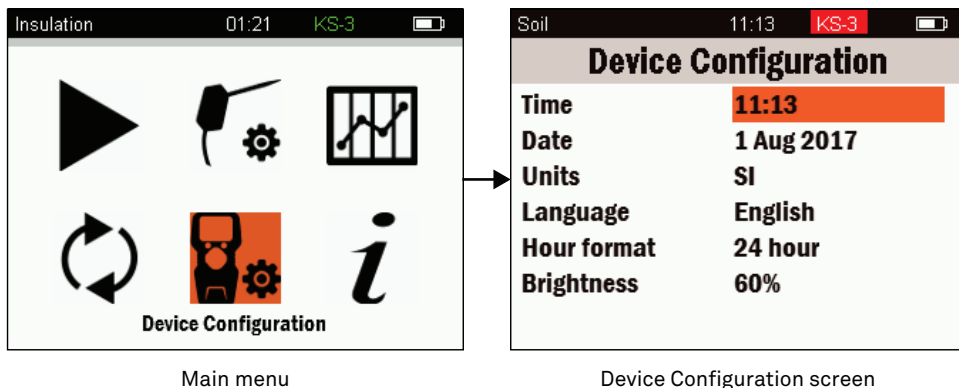 Insulation 01:21 KS-3
Device Configuration
Main menu
Soil 11:13 KS-3
Device Configuration
Time 11:13
Date 1 Aug 2017
Units SI
Language English
Hour format 24 hour
Brightness 60%
Device Configuration screen